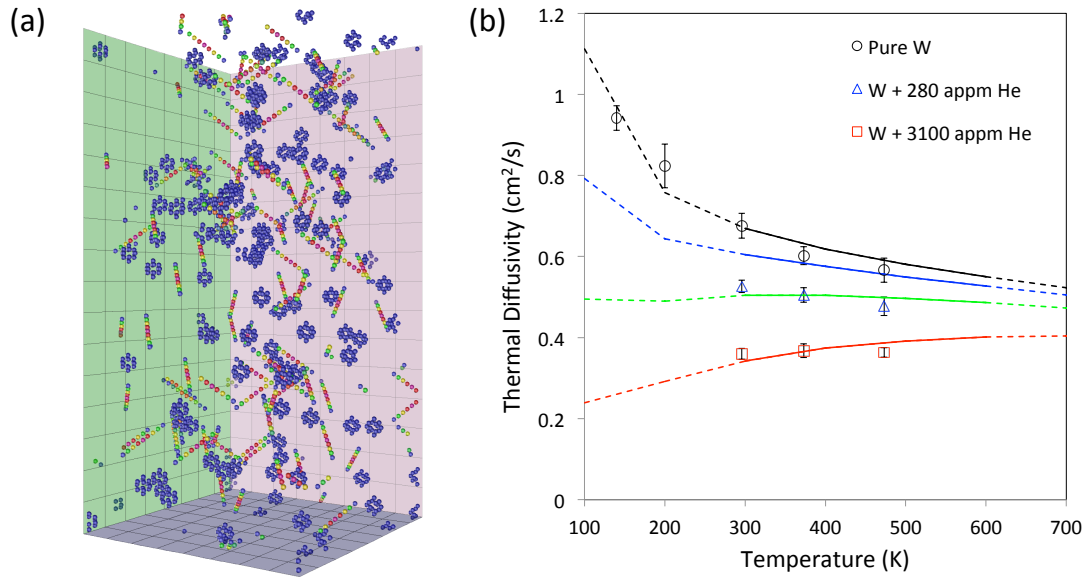 (a)
(b)
1.2
1
0.8
0.6
0.4
0.2
0
Thermal Diffusivity (cm²/s)
Pure W
W + 280 appm He
W + 3100 appm He
100 200 300 400 500 600 700
Temperature (K)